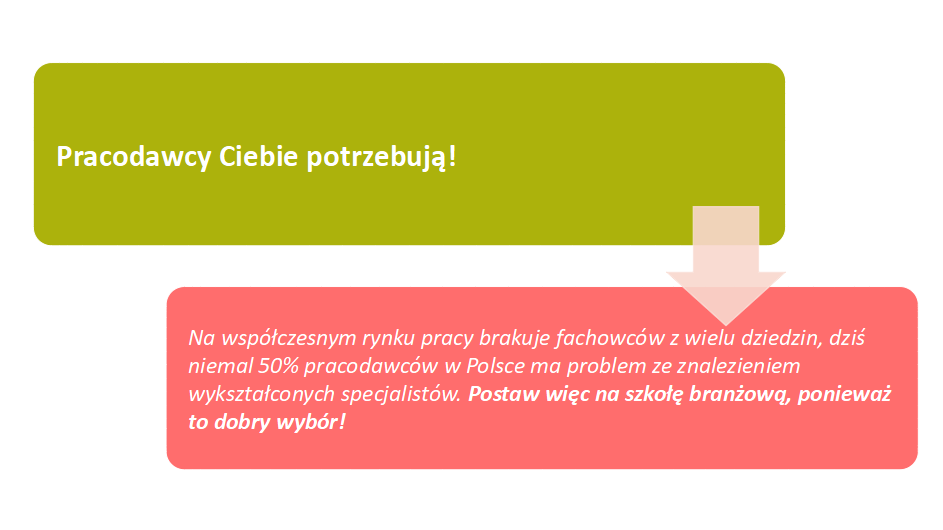 Pracodawcy Ciebie potrzebują!
Na współczesnym rynku pracy brakuje fachowców z wielu dziedzin, dziś
niemal 50% pracodawców w Polsce ma problem ze znalezieniem
wykształconych specjalistów. Postaw więc na szkołę branżową, ponieważ
to dobry wybór!